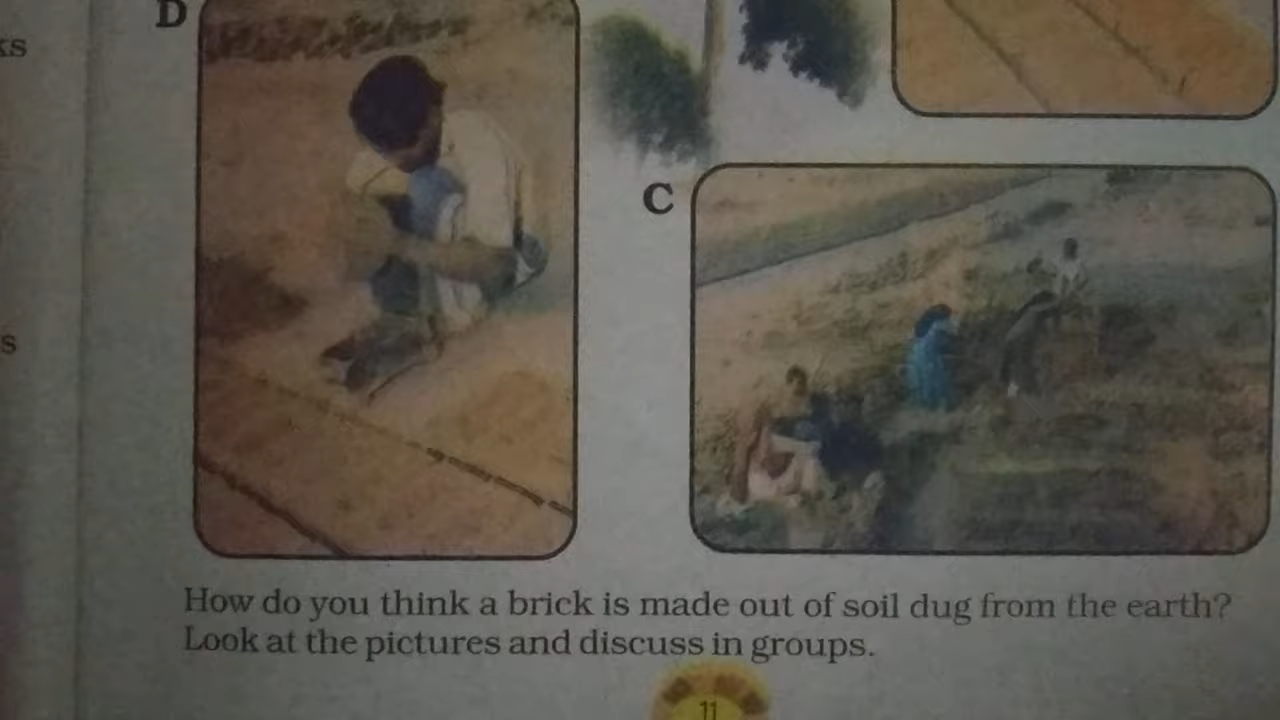 D
ks
C
s
How do you think a brick is made out of soil dug from the earth?
Look at the pictures and discuss in groups.
11